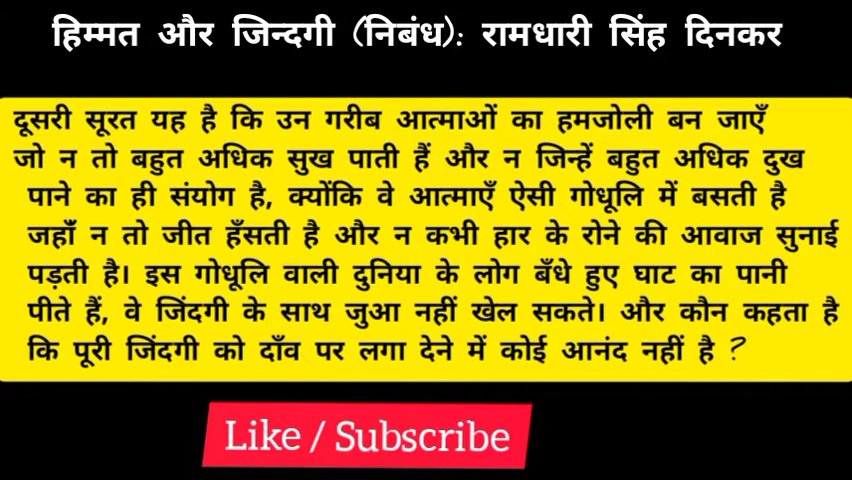 हिम्मत और जिन्दगी (निबंध): रामधारी सिंह दिनकर
दूसरी सूरत यह है कि उन गरीब आत्माओं का हमजोली बन जाएँ
जो न तो बहुत अधिक सुख पाती हैं और न जिन्हें बहुत अधिक दुख
पाने का ही संयोग है, क्योंकि वे आत्माएँ ऐसी गोधूलि में बसती है
जहाँ न तो जीत हँसती है और न कभी हार के रोने की आवाज सुनाई
पड़ती है। इस गोधूलि वाली दुनिया के लोग बँधे हुए घाट का पानी
पीते हैं, वे जिंदगी के साथ जुआ नहीं खेल सकते। और कौन कहता है
कि पूरी जिंदगी को दाँव पर लगा देने में कोई आनंद नहीं है ?
Like / Subscribe